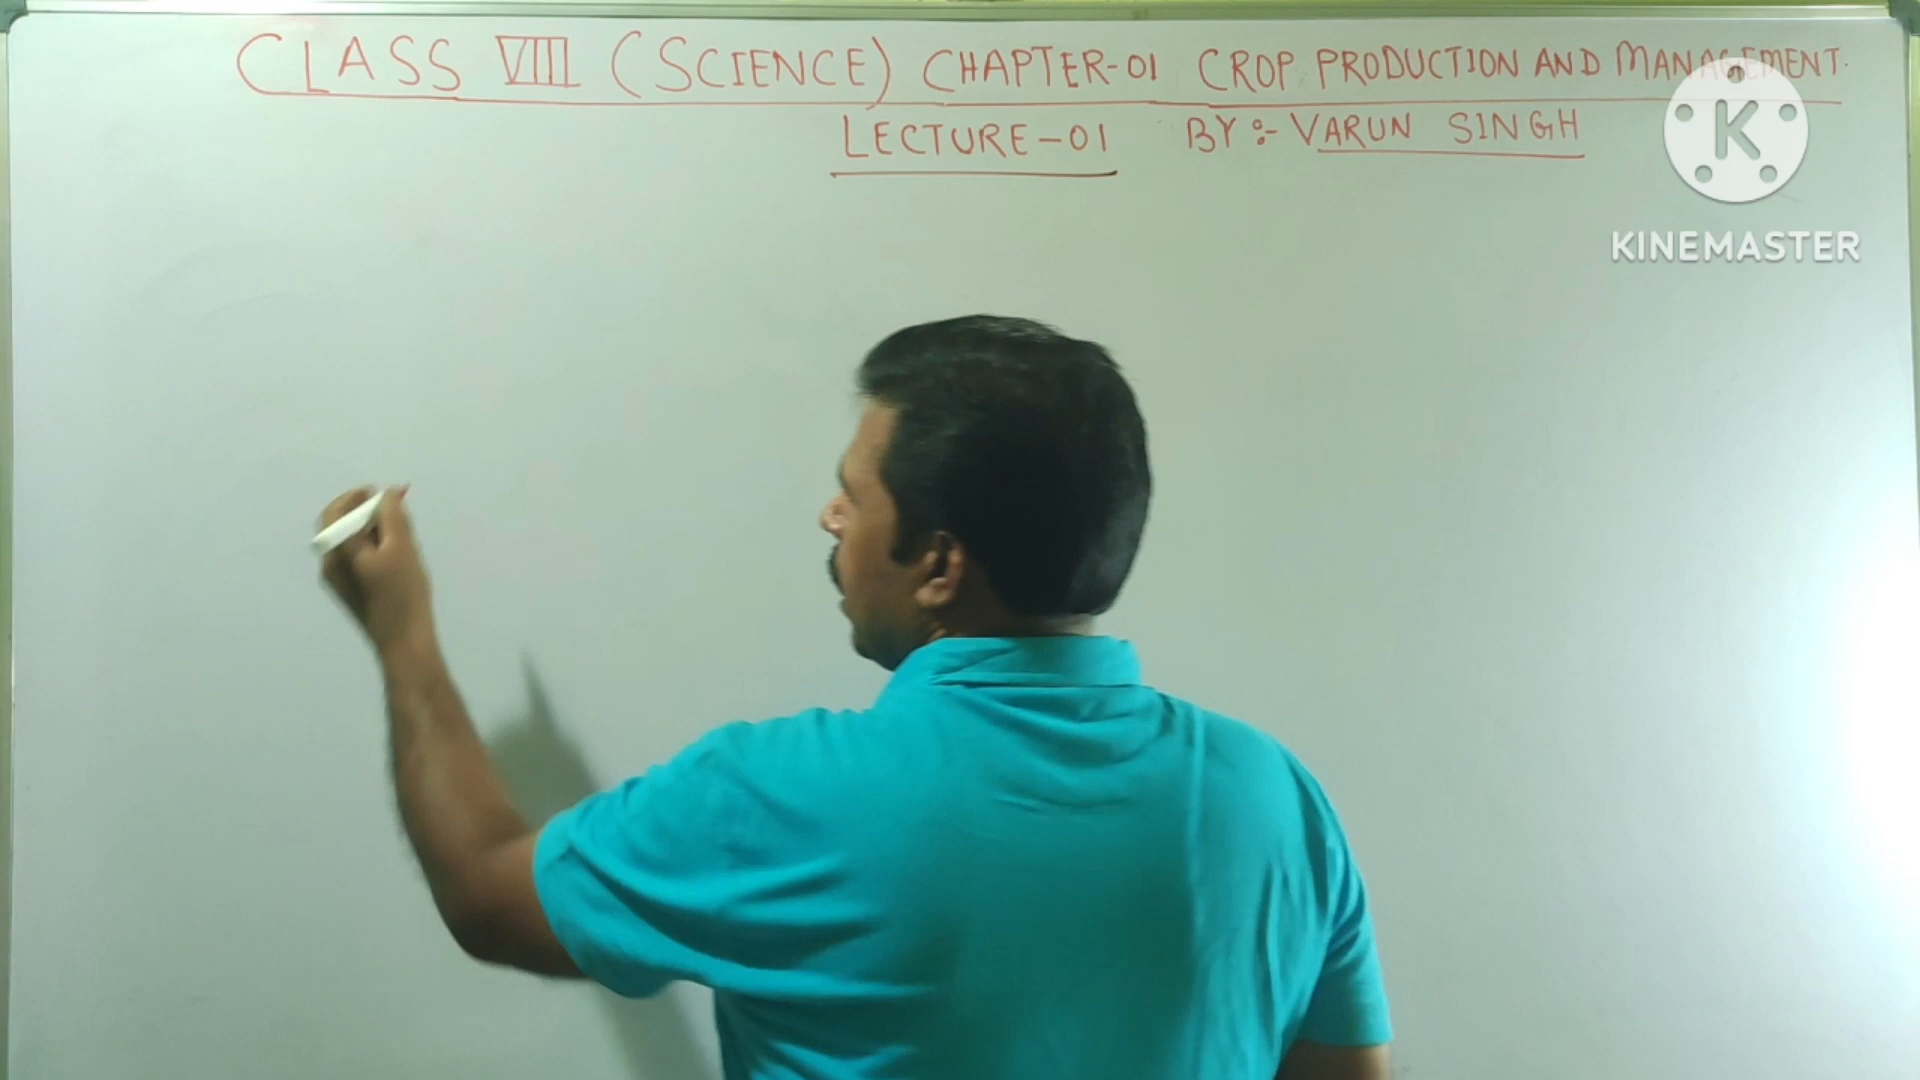 CLASS VIII (SCIENCE) CHAPTER-01 CROP PRODUCTION AND MANAGEMENT.
LECTURE-01 BY :- VARUN SINGH
K
KINEMASTER